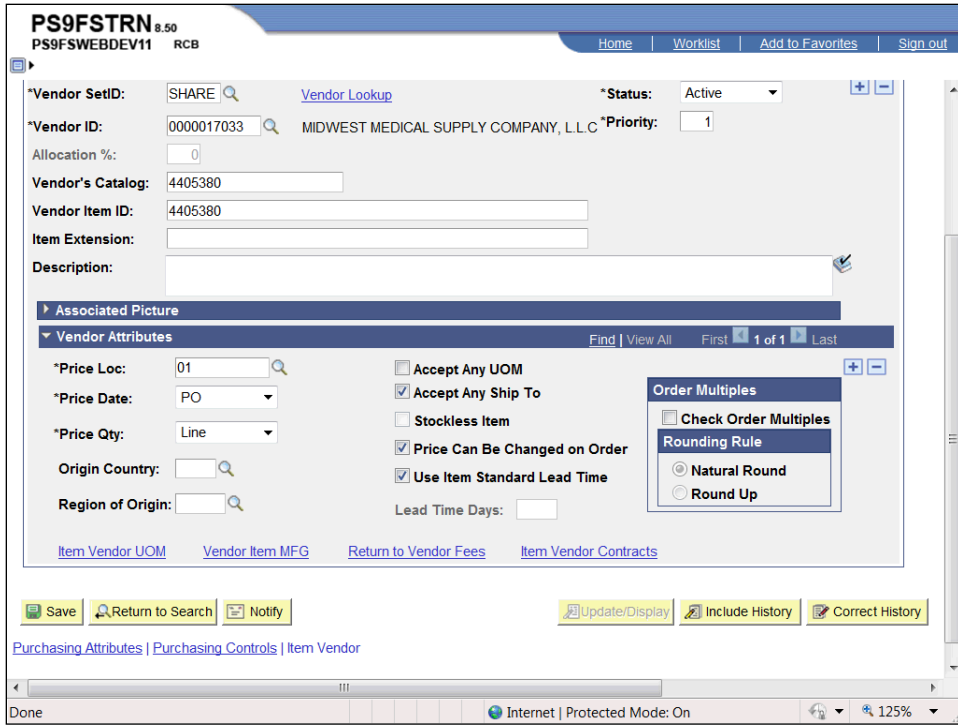 PS9FSTRN 8.50
PS9FSWEBDEV11 RCB
Home | Worklist | Add to Favorites | Sign out
*Vendor SetID: SHARE Vendor Lookup *Status: Active
*Vendor ID: 0000017033 MIDWEST MEDICAL SUPPLY COMPANY, L.L.C *Priority: 1
Allocation %: 0
Vendor's Catalog: 4405380
Vendor Item ID: 4405380
Item Extension:
Description:
Associated Picture
Vendor Attributes Find | View All First 1 of 1 Last
*Price Loc: 01 Accept Any UOM
*Price Date: PO Accept Any Ship To Order Multiples
Stockless Item Check Order Multiples
*Price Qty: Line Price Can Be Changed on Order Rounding Rule
Origin Country: Use Item Standard Lead Time Natural Round
Region of Origin: Lead Time Days: Round Up
Item Vendor UOM Vendor Item MFG Return to Vendor Fees Item Vendor Contracts
Save Return to Search Notify Update/Display Include History Correct History
Purchasing Attributes | Purchasing Controls | Item Vendor
Done Internet | Protected Mode: On 125%